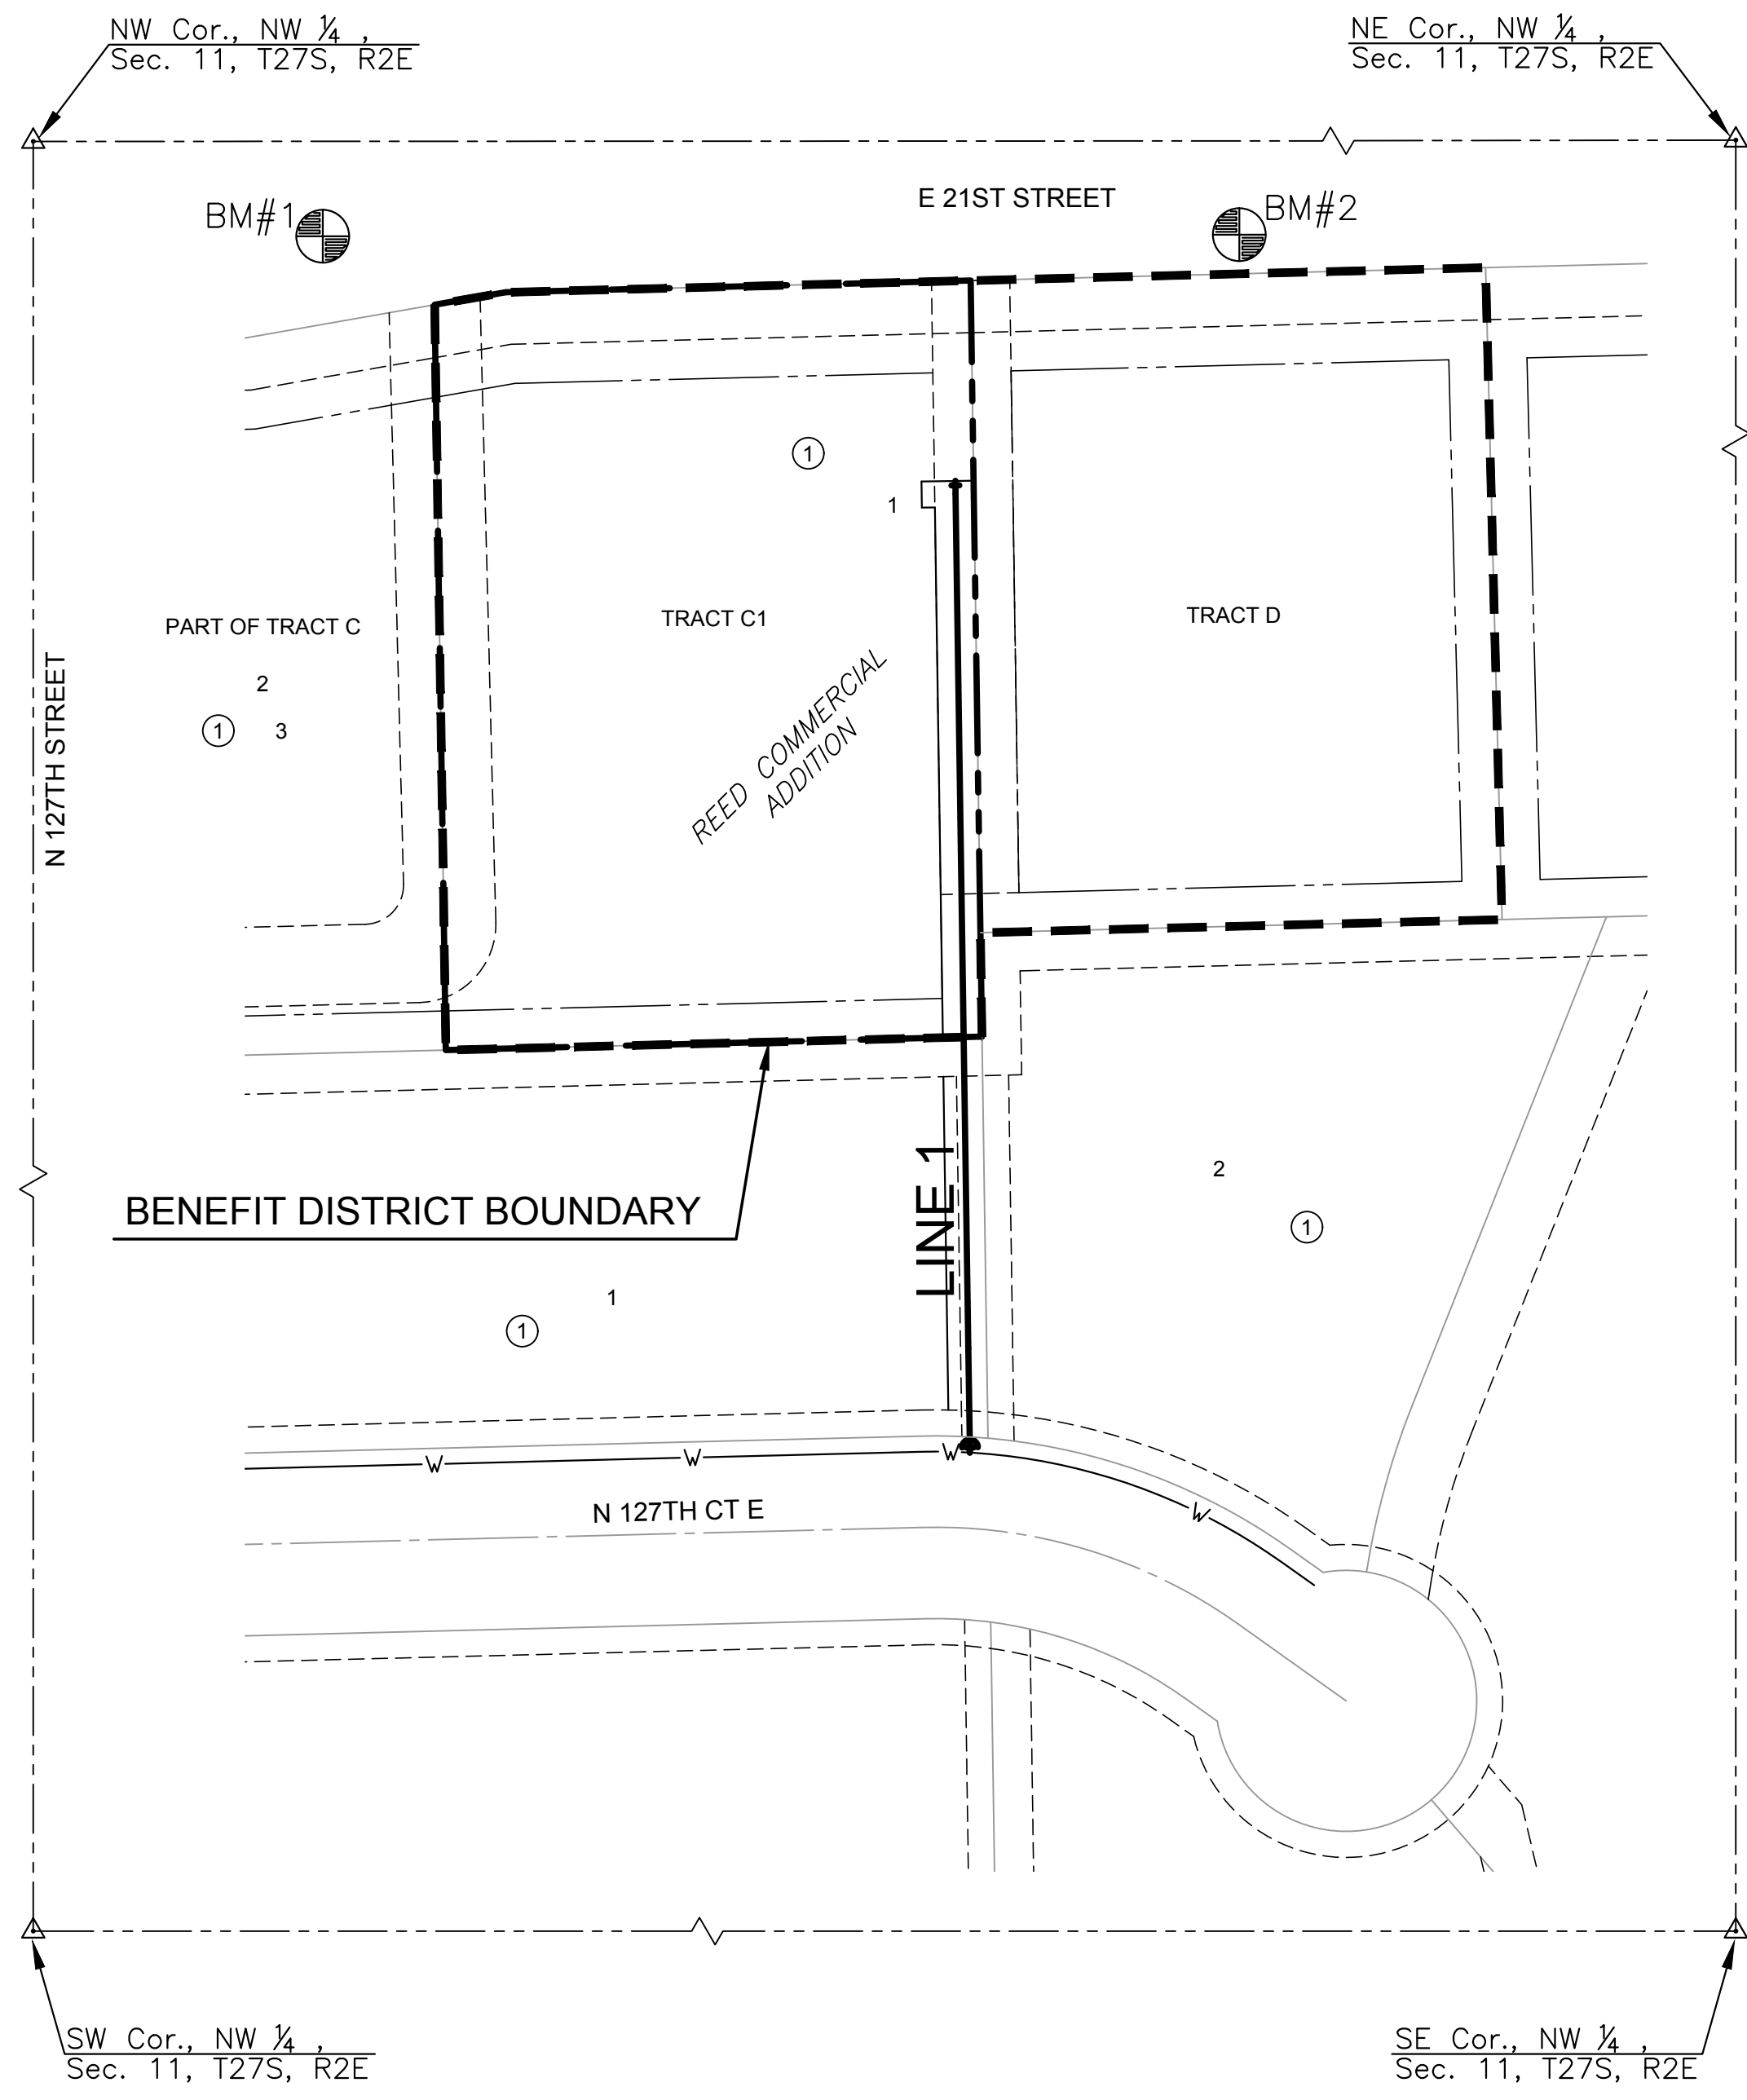 NW Cor., NW ¼ ,
Sec. 11, T27S, R2E
NE Cor., NW ¼ ,
Sec. 11, T27S, R2E
E 21ST STREET
BM#1
BM#2
1
1
PART OF TRACT C
TRACT C1
TRACT D
2
1
3
N 127TH STREET
REED COMMERCIAL
ADDITION
LINE 1
2
1
BENEFIT DISTRICT BOUNDARY
1
1
W
W
W
W
N 127TH CT E
SW Cor., NW ¼ ,
Sec. 11, T27S, R2E
SE Cor., NW ¼ ,
Sec. 11, T27S, R2E